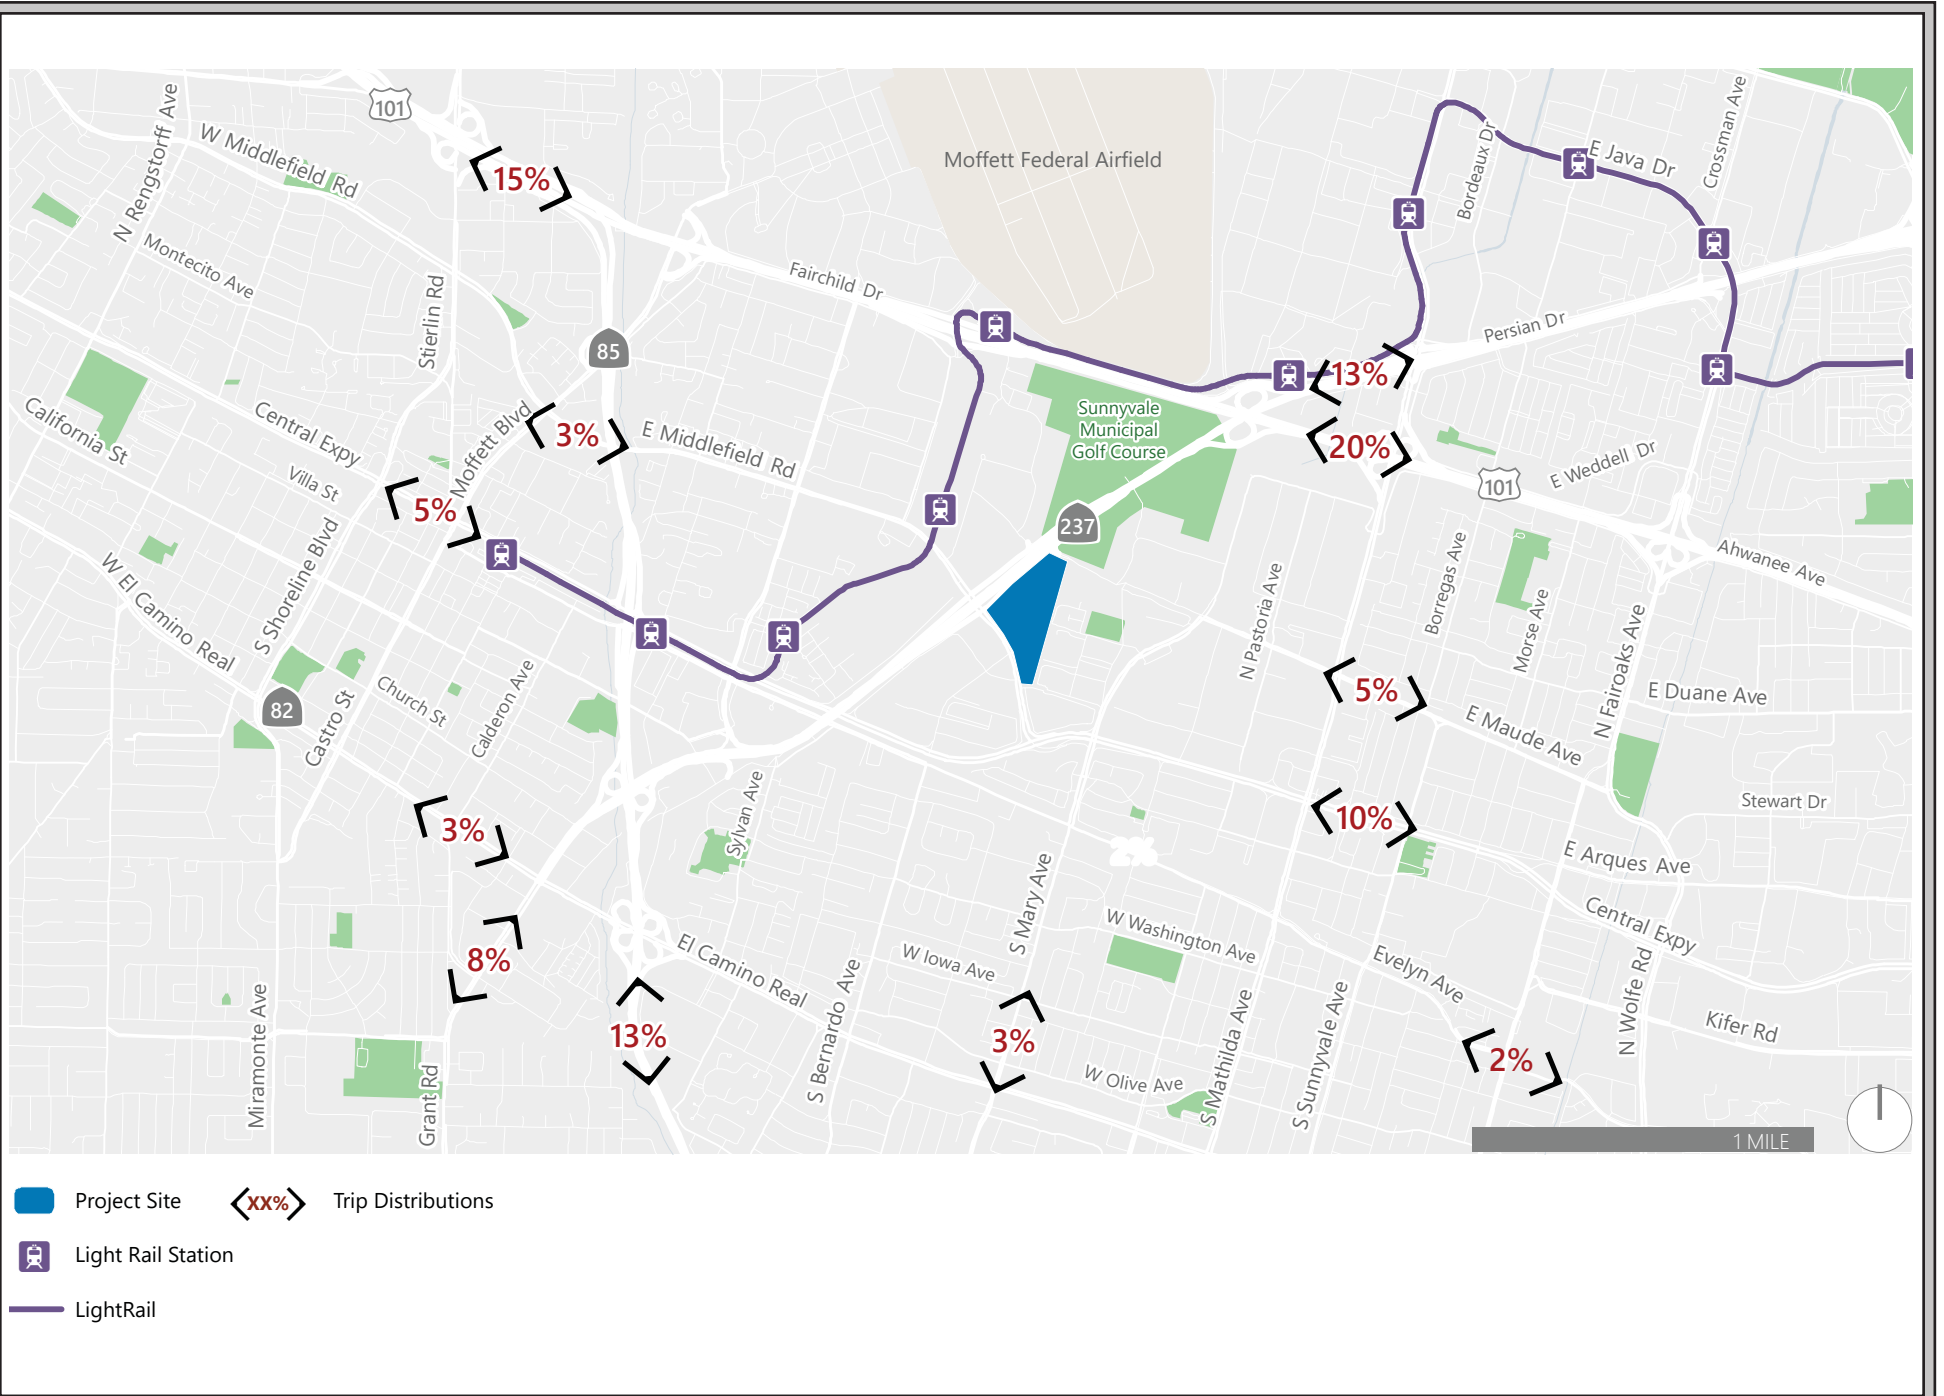 101
N Rengstorff Ave
W Middlefield Rd
15%
Moffett Federal Airfield
Bordeaux Dr
E Java Dr
Crossman Ave
Montecito Ave
Stierlin Rd
Fairchild Dr
85
Persian Dr
13%
California St
Central Expy
Villa St
Moffett Blvd
3%
E Middlefield Rd
Sunnyvale
Municipal
Golf Course
20%
101
E Weddell Dr
5%
237
Ahwanee Ave
W El Camino Real
S Shoreline Blvd
N Pastoria Ave
Borregas Ave
Morse Ave
N Fairoaks Ave
82
Castro St
Church St
Calderon Ave
5%
E Duane Ave
E Maude Ave
3%
Sylvan Ave
10%
Stewart Dr
E Arques Ave
Central Expy
8%
El Camino Real
S Mary Ave
W Washington Ave
W Iowa Ave
Evelyn Ave
Miramonte Ave
Grant Rd
13%
S Bernardo Ave
3%
W Olive Ave
S Mathilda Ave
S Sunnyvale Ave
2%
N Wolfe Rd
Kifer Rd
1 MILE
Project Site
XX%
Trip Distributions
Light Rail Station
LightRail